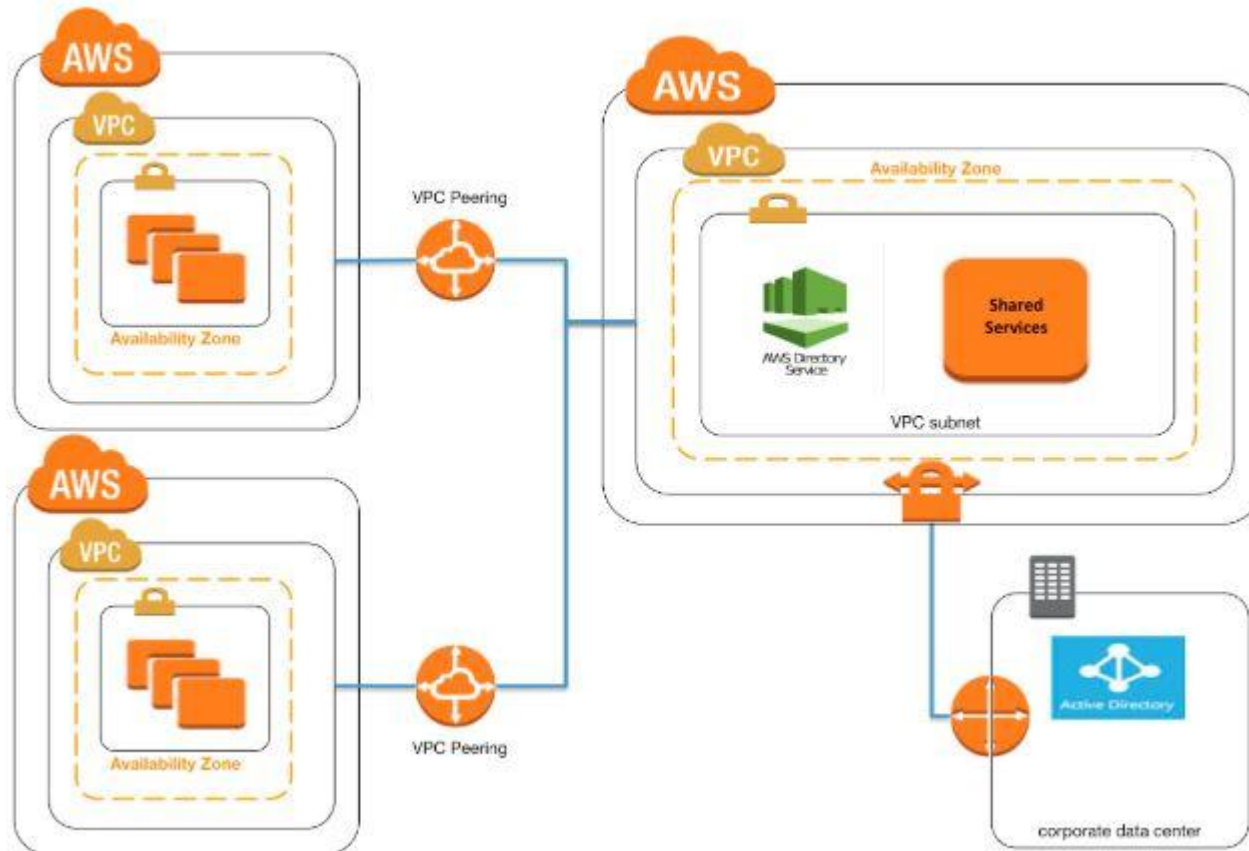 AWS
VPC
Availability Zone
VPC Peering
AWS
VPC
Availability Zone
VPC Peering
AWS
VPC
Availability Zone
AWS Directory
Service
Shared
Services
VPC subnet
Active Directory
corporate data center